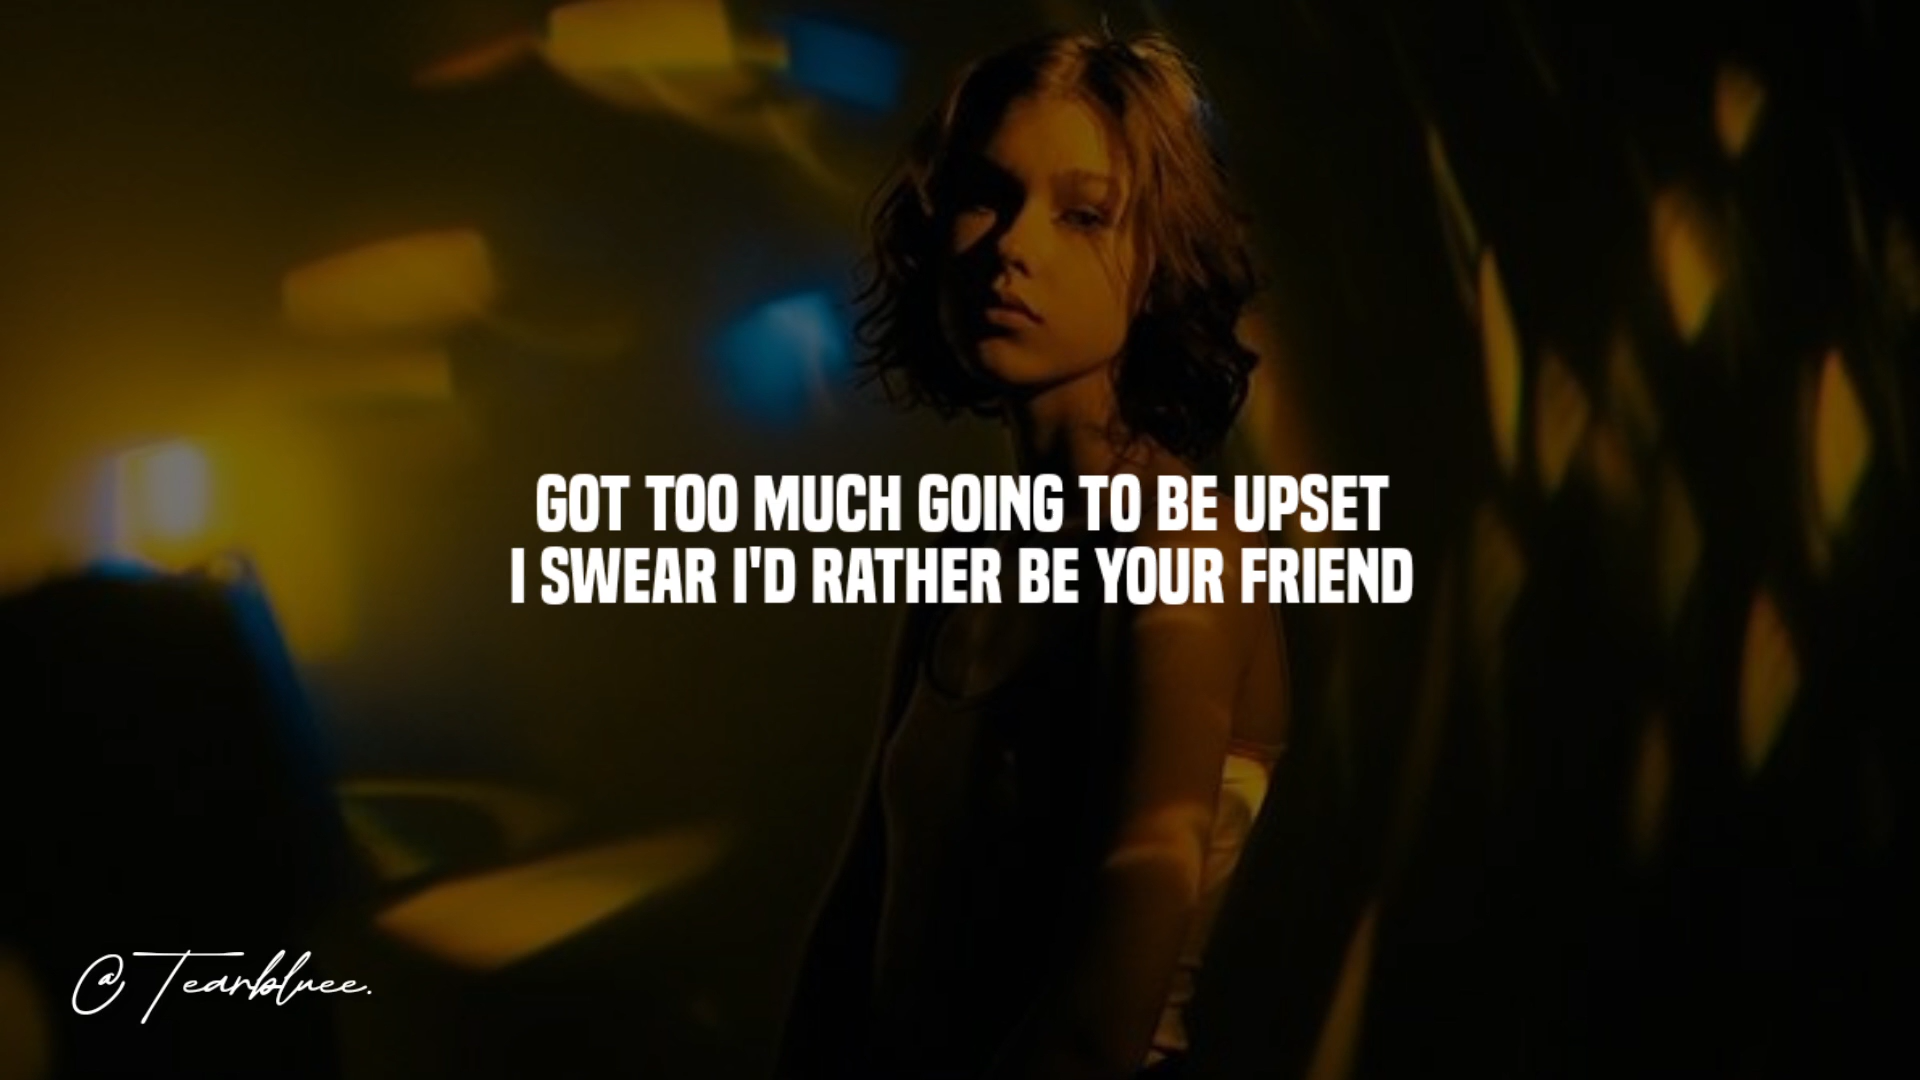 GOT TOO MUCH GOING TO BE UPSET
I SWEAR I'D RATHER BE YOUR FRIEND
@Tearbluee.